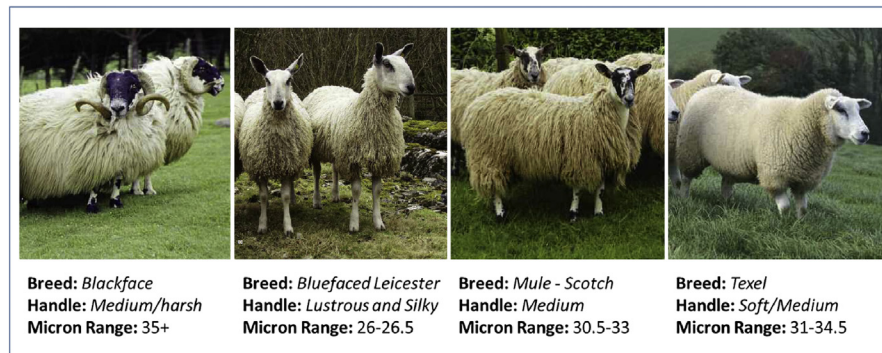 Breed: Blackface
Handle: Medium/harsh
Micron Range: 35+
Breed: Bluefaced Leicester
Handle: Lustrous and Silky
Micron Range: 26-26.5
Breed: Mule - Scotch
Handle: Medium
Micron Range: 30.5-33
Breed: Texel
Handle: Soft/Medium
Micron Range: 31-34.5